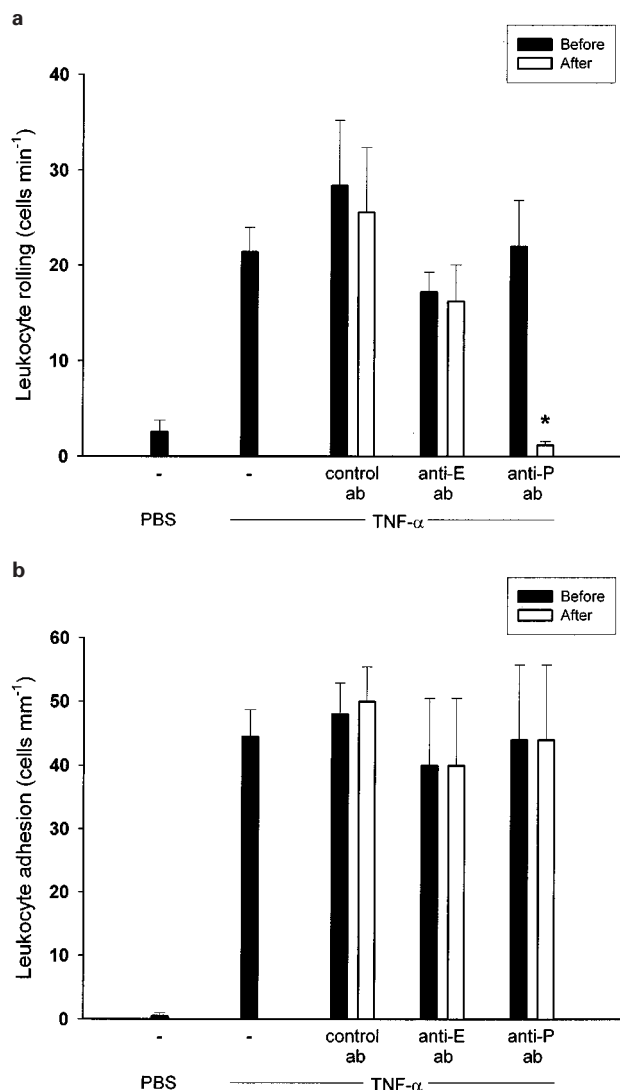 a
Before
After
Leukocyte rolling (cells min⁻¹)
40
30
20
10
0
- - control anti-E anti-P
ab ab ab
*
PBS TNF-α
b
Before
After
Leukocyte adhesion (cells mm⁻¹)
60
50
40
30
20
10
0
- - control anti-E anti-P
ab ab ab
PBS TNF-α